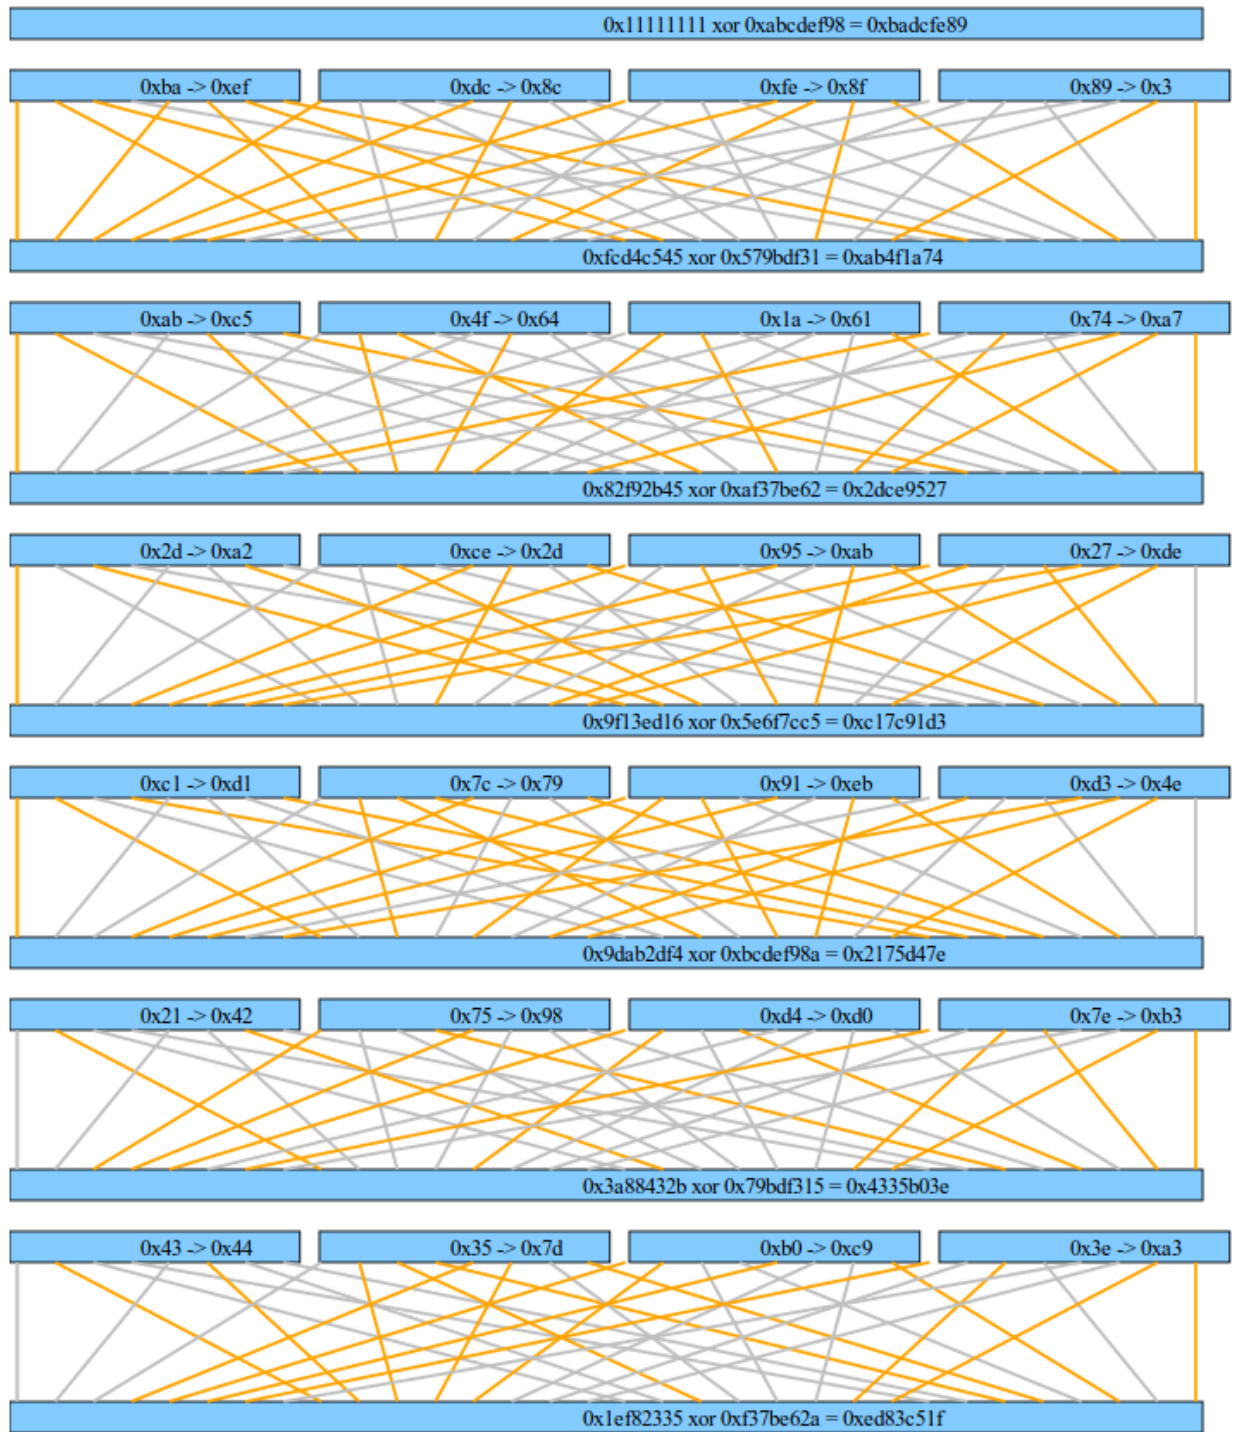 0x11111111 xor 0xabcdef98 = 0xbadcfe89
0xba -> 0xef 0xdc -> 0x8c 0xfe -> 0x8f 0x89 -> 0x3
0xfcd4c545 xor 0x579bdf31 = 0xab4f1a74
0xab -> 0xc5 0x4f -> 0x64 0x1a -> 0x61 0x74 -> 0xa7
0x82f92b45 xor 0xaf37be62 = 0x2dce9527
0x2d -> 0xa2 0xce -> 0x2d 0x95 -> 0xab 0x27 -> 0xde
0x9f13ed16 xor 0x5e6f7cc5 = 0xc17c91d3
0xc1 -> 0xd1 0x7c -> 0x79 0x91 -> 0xeb 0xd3 -> 0x4e
0x9dab2df4 xor 0xbcdef98a = 0x2175d47e
0x21 -> 0x42 0x75 -> 0x98 0xd4 -> 0xd0 0x7e -> 0xb3
0x3a88432b xor 0x79bdf315 = 0x4335b03e
0x43 -> 0x44 0x35 -> 0x7d 0xb0 -> 0xc9 0x3e -> 0xa3
0x1ef82335 xor 0xf37be62a = 0xed83c51f